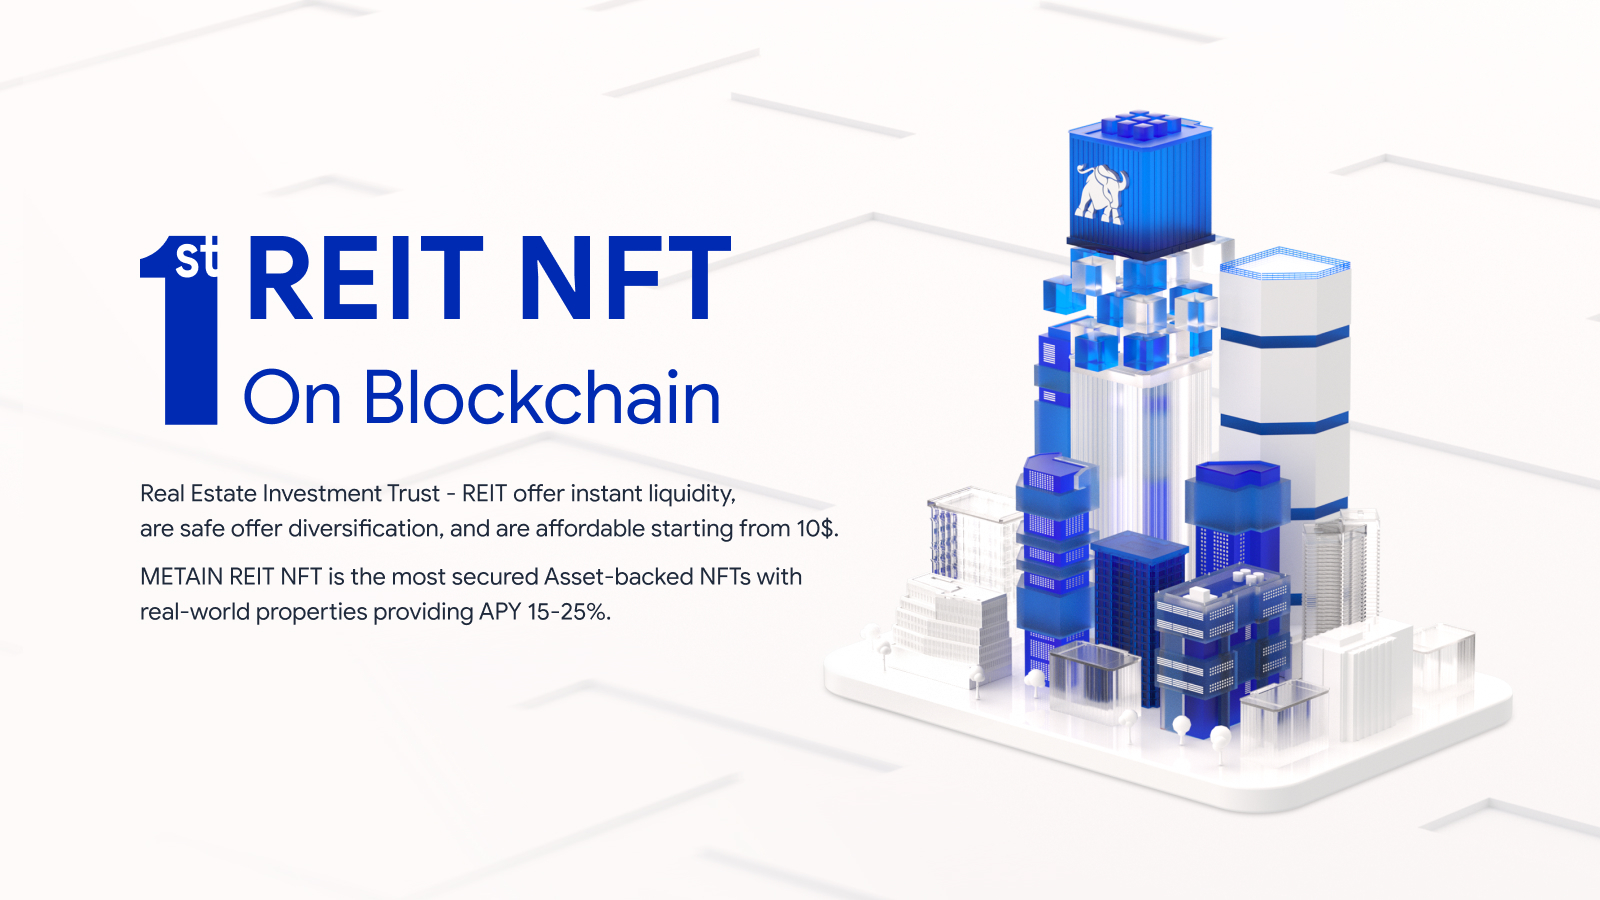 1st REIT NFT
On Blockchain
Real Estate Investment Trust - REIT offer instant liquidity,
are safe offer diversification, and are affordable starting from 10$.
METAIN REIT NFT is the most secured Asset-backed NFTs with
real-world properties providing APY 15-25%.